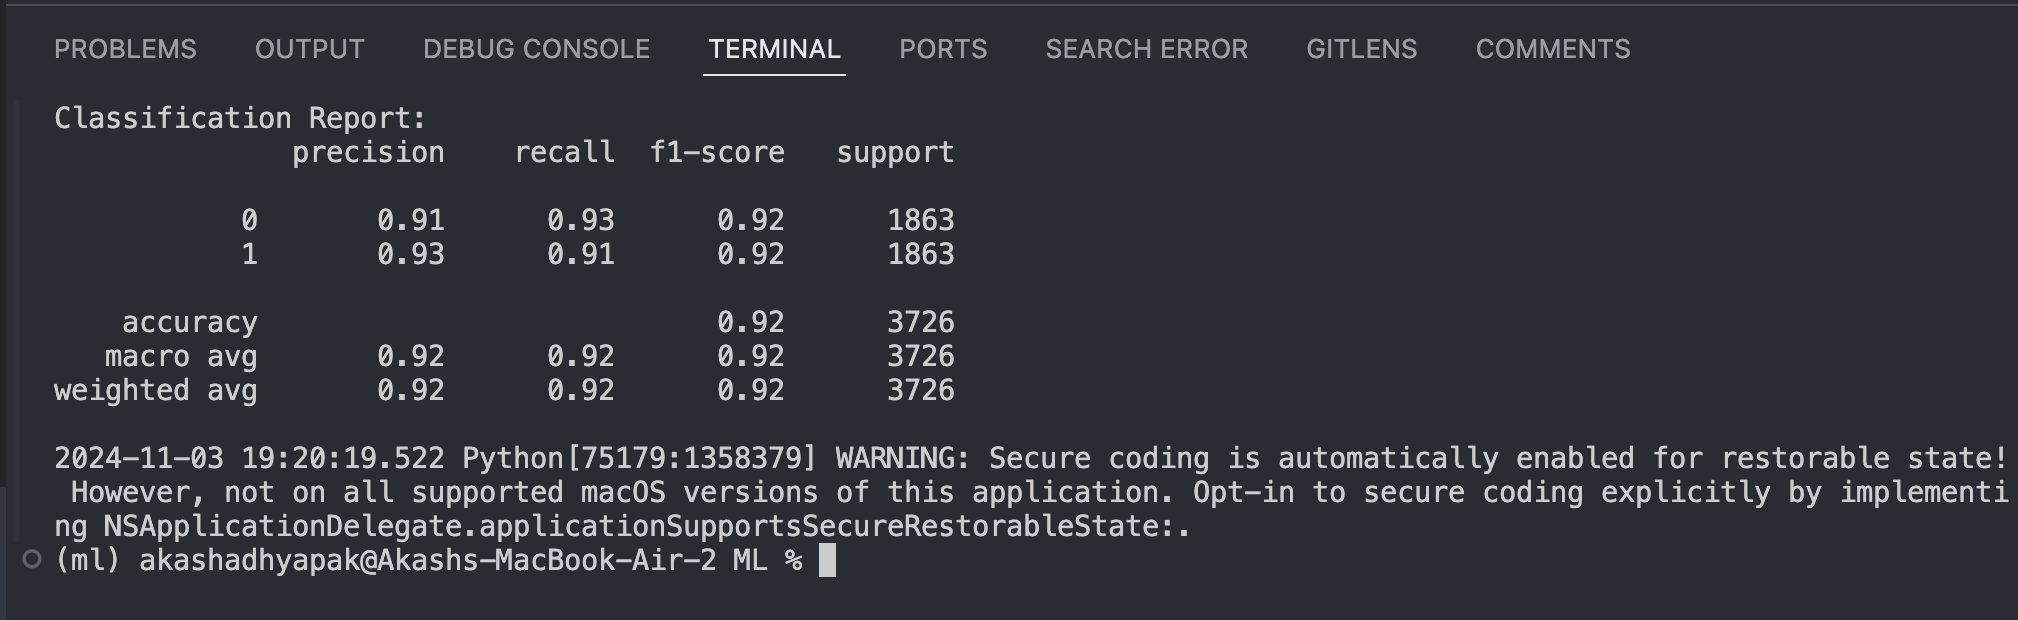 PROBLEMS OUTPUT DEBUG CONSOLE TERMINAL PORTS SEARCH ERROR GITLENS COMMENTS
Classification Report:
precision recall f1-score support
0 0.91 0.93 0.92 1863
1 0.93 0.91 0.92 1863
accuracy 0.92 3726
macro avg 0.92 0.92 0.92 3726
weighted avg 0.92 0.92 0.92 3726
2024-11-03 19:20:19.522 Python[75179:1358379] WARNING: Secure coding is automatically enabled for restorable state!
However, not on all supported macOS versions of this application. Opt-in to secure coding explicitly by implementi
ng NSApplicationDelegate.applicationSupportsSecureRestorableState:.
(ml) akashadhyapak@Akashs-MacBook-Air-2 ML %